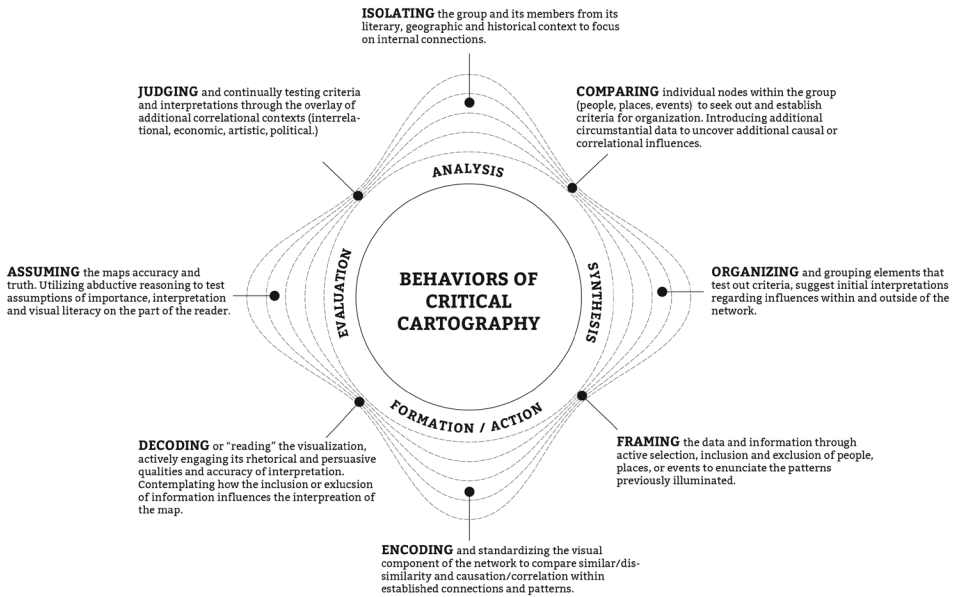 ISOLATING the group and its members from its
literary, geographic and historical context to focus
on internal connections.
JUDGING and continually testing criteria
and interpretations through the overlay of
additional correlational contexts (interrela-
tional, economic, artistic, political.)
COMPARING individual nodes within the group
(people, places, events) to seek out and establish
criteria for organization. Introducing additional
circumstantial data to uncover additional causal or
correlational influences.
ANALYSIS
ASSUMING the maps accuracy and
truth. Utilizing abductive reasoning to test
assumptions of importance, interpretation
and visual literacy on the part of the reader.
EVALUATION
BEHAVIORS OF
CRITICAL
CARTOGRAPHY
SYNTHESIS
ORGANIZING and grouping elements that
test out criteria, suggest initial interpretations
regarding influences within and outside of the
network.
FORMATION / ACTION
DECODING or “reading” the visualization,
actively engaging its rhetorical and persuasive
qualities and accuracy of interpretation.
Contemplating how the inclusion or exlucsion
of information influences the interpreation of
the map.
FRAMING the data and information through
active selection, inclusion and exclusion of people,
places, or events to enunciate the patterns
previously illuminated.
ENCODING and standardizing the visual
component of the network to compare similar/dis-
similarity and causation/correlation within
established connections and patterns.